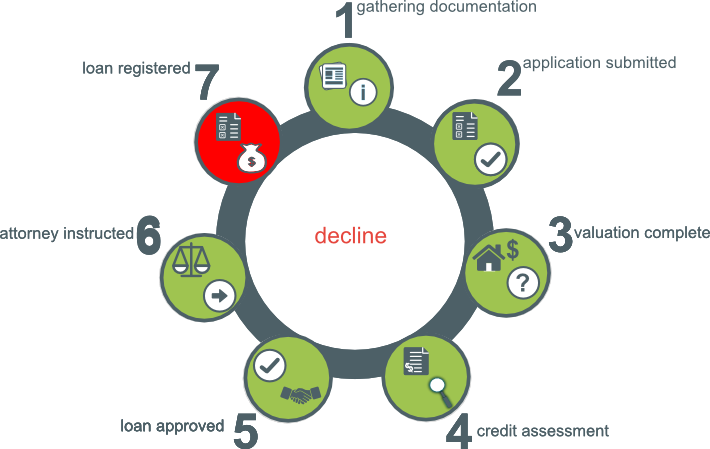 1 gathering documentation
2 application submitted
3 valuation complete
4 credit assessment
5 loan approved
6 attorney instructed
7 loan registered
decline
i
$
?
$
$